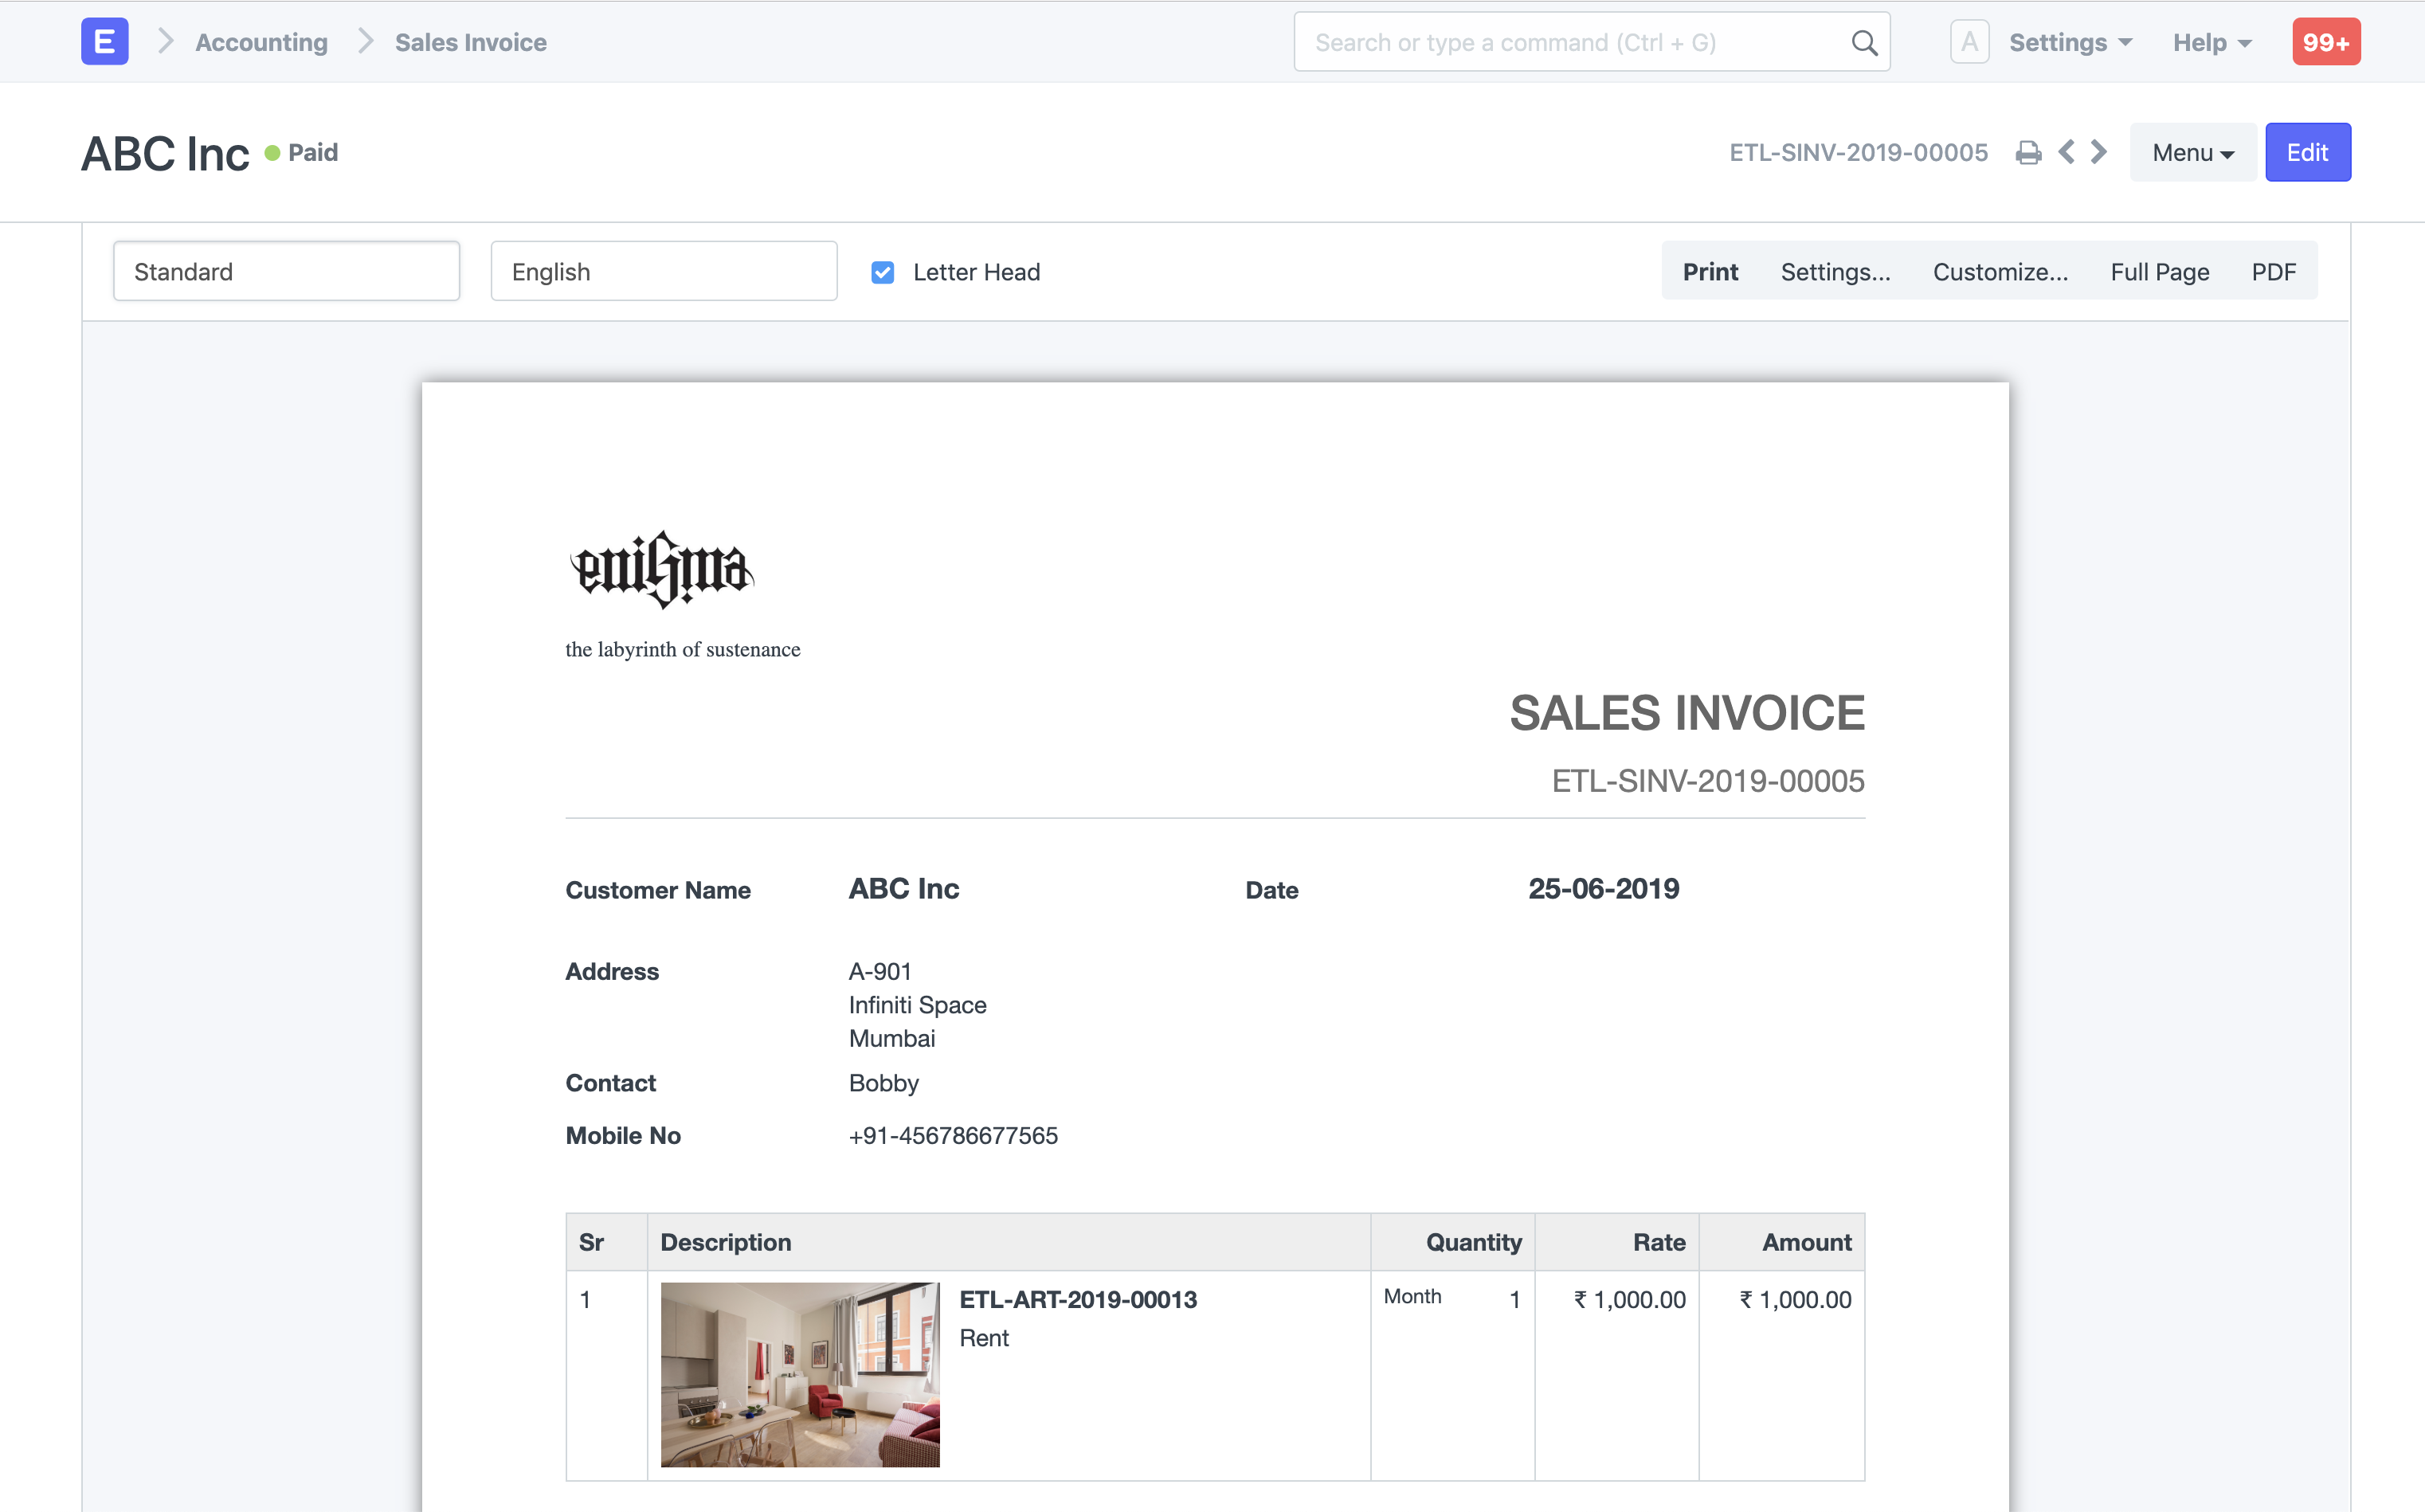 E Accounting Sales Invoice Search or type a command (Ctrl + G) A Settings Help 99+
ABC Inc Paid ETL-SINV-2019-00005 Menu Edit
Standard English Letter Head Print Settings... Customize... Full Page PDF
enigma
the labyrinth of sustenance
SALES INVOICE
ETL-SINV-2019-00005
Customer Name ABC Inc Date 25-06-2019
Address A-901
Infiniti Space
Mumbai
Contact Bobby
Mobile No +91-456786677565
Sr Description Quantity Rate Amount
1 ETL-ART-2019-00013 Month 1 ₹ 1,000.00 ₹ 1,000.00
Rent